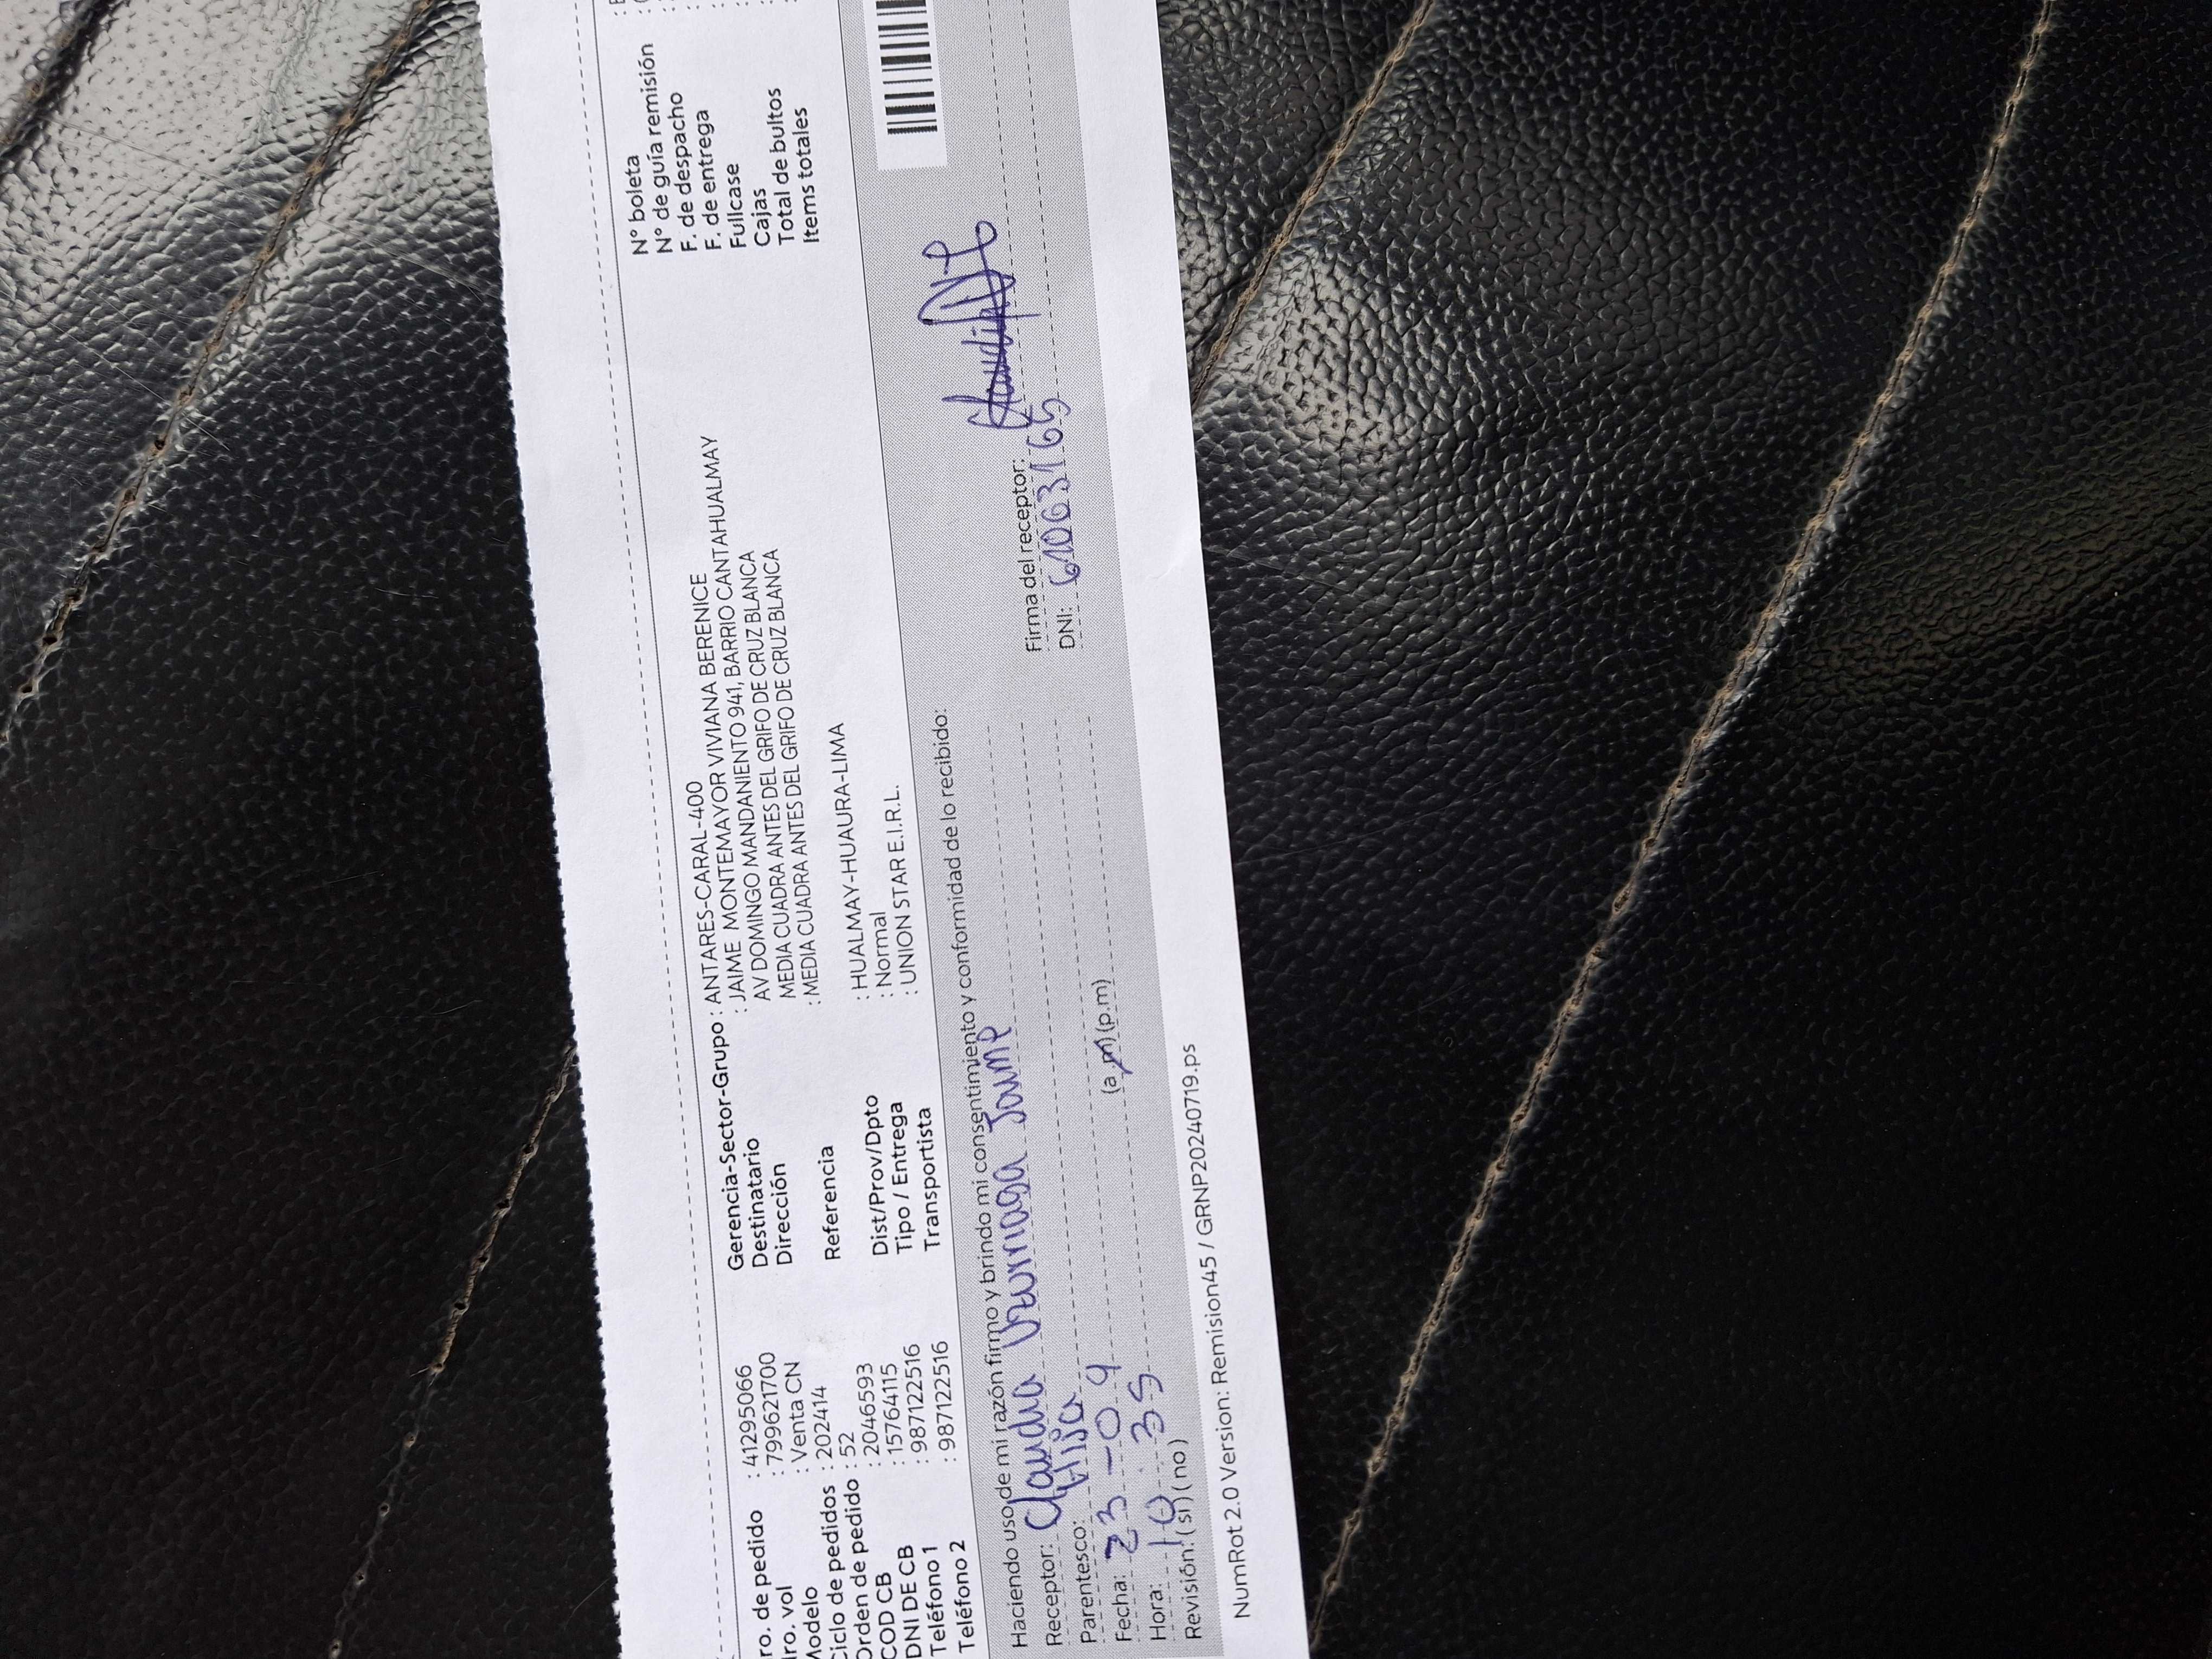 ro. de pedido : 41295066
ro. vol : 799621700
Modelo : Venta CN
Ciclo de pedidos : 202414
Orden de pedido : 52
COD CB : 2046593
DNI DE CB : 15764115
Teléfono 1 : 987122516
Teléfono 2 : 987122516
Gerencia-Sector-Grupo : ANTARES-CARAL-400
Destinatario : JAIME MONTEMAYOR VIVIANA BERENICE
Dirección AV DOMINGO MANDANIENTO 941, BARRIO CANTAHUALMAY
MEDIA CUADRA ANTES DEL GRIFO DE CRUZ BLANCA
Referencia : MEDIA CUADRA ANTES DEL GRIFO DE CRUZ BLANCA
Dist/Prov/Dpto : HUALMAY-HUAURA-LIMA
Tipo / Entrega : Normal
Transportista : UNION STAR E.I.R.L.
N° boleta
N° de guía remisión
F. de despacho
F. de entrega
Fullcase
Cajas
Total de bultos
Items totales
Haciendo uso de mi razón firmo y brindo mi consentimiento y conformidad de lo recibido:
Receptor: Claudia
Parentesco: Hija
Fecha: 23-04
Hora: 10:35 (a.m)(p.m)
Revisión: (si) (no)
Firma del receptor:
DNI: 61063165
NumRot 2.0 Version: Remision45 / GRNP20240719.ps